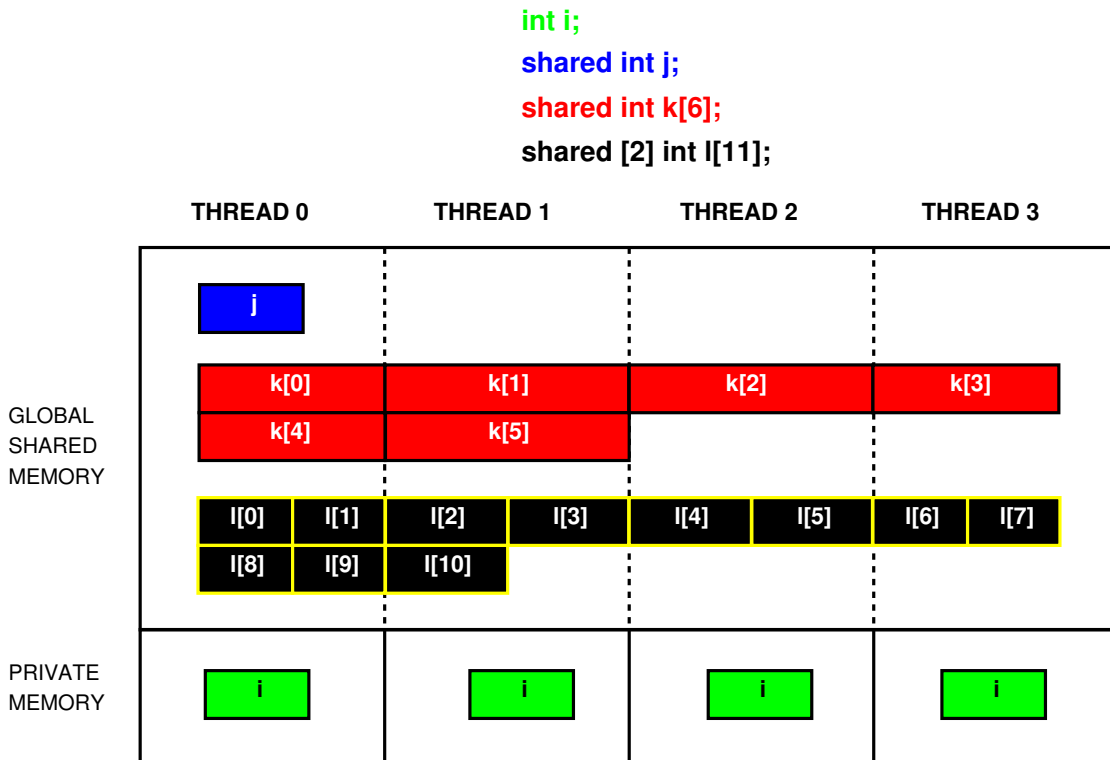 int i;
shared int j;
shared int k[6];
shared [2] int l[11];
THREAD 0 THREAD 1 THREAD 2 THREAD 3
j
k[0] k[1] k[2] k[3]
k[4] k[5]
GLOBAL
SHARED
MEMORY
l[0] l[1] l[2] l[3] l[4] l[5] l[6] l[7]
l[8] l[9] l[10]
PRIVATE
MEMORY
i i i i